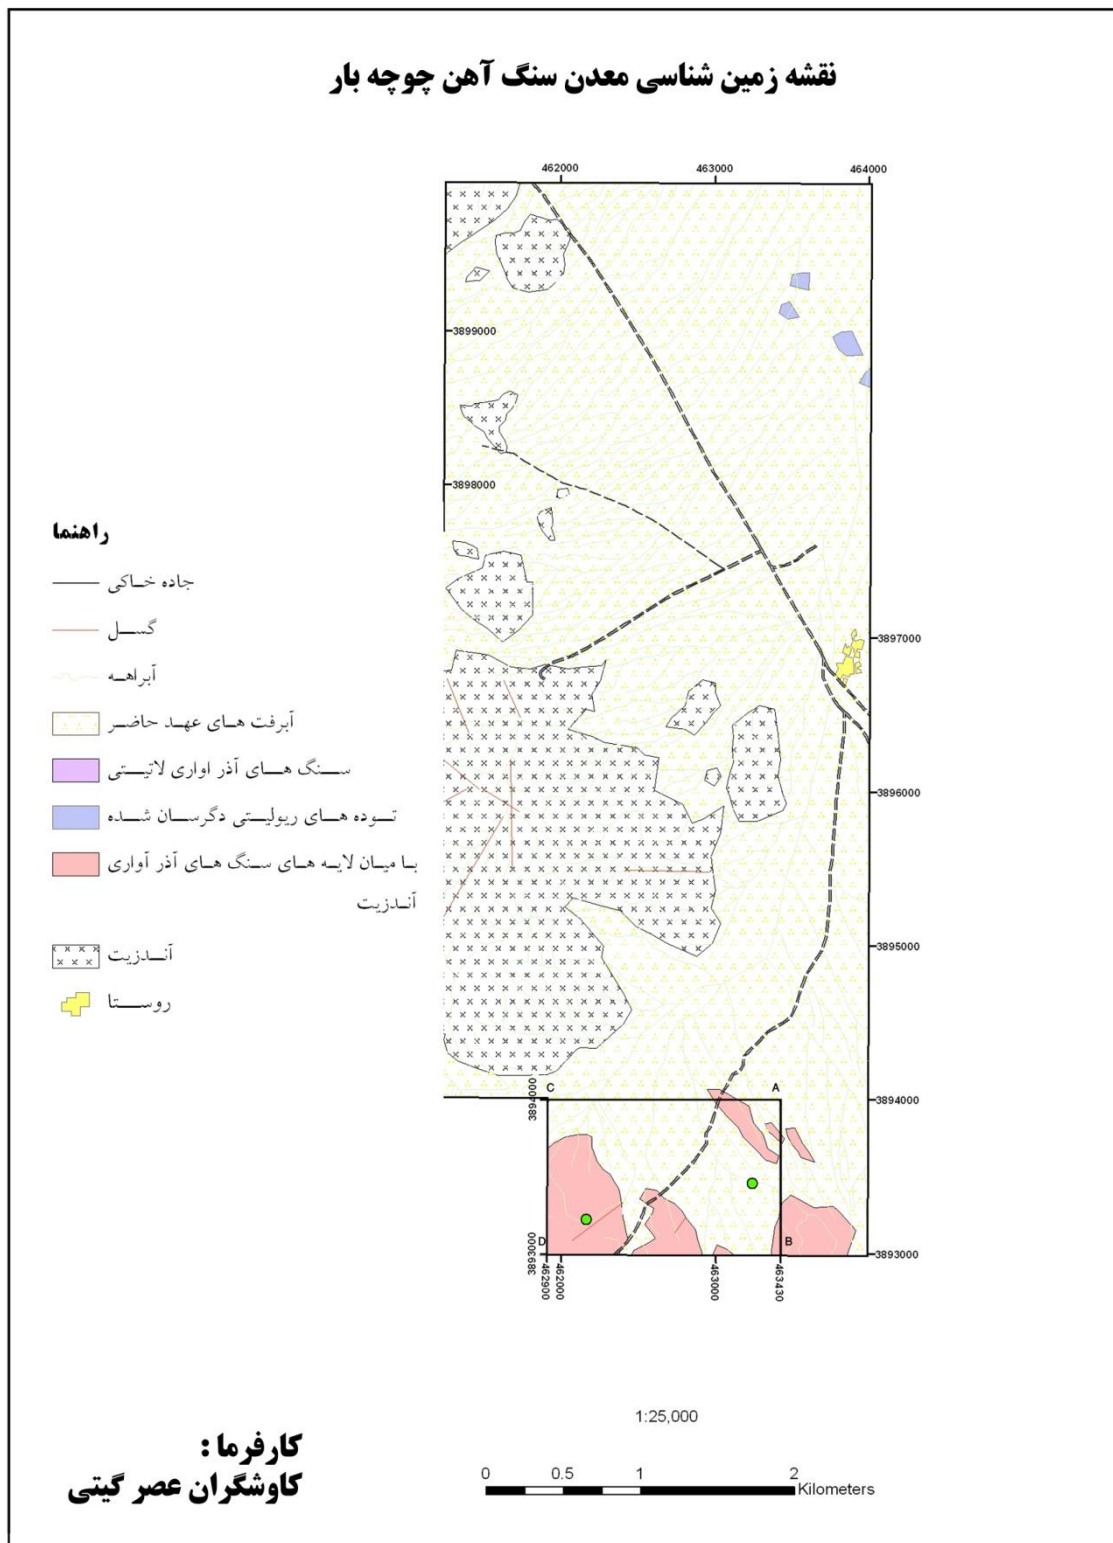 نقشه زمین شناسی معدن سنگ آهن چوچه بار
462000
463000
464000
3899000
3898000
3897000
3896000
3895000
3894000
3893000
راهنما
جاده خاکی
گسل
آبراهه
آبرفت های عهد حاضر
سنگ های آذر اواری لاتیتی
توده های ریولیتی دگرسان شده
با میان لایه های سنگ های آذر آواری
آندزیت
آندزیت
روستا
3894000
C
A
D
B
3893000
462900
462000
463000
463430
1:25,000
0 0.5 1 2
Kilometers
کارفرما :
کاوشگران عصر گیتی